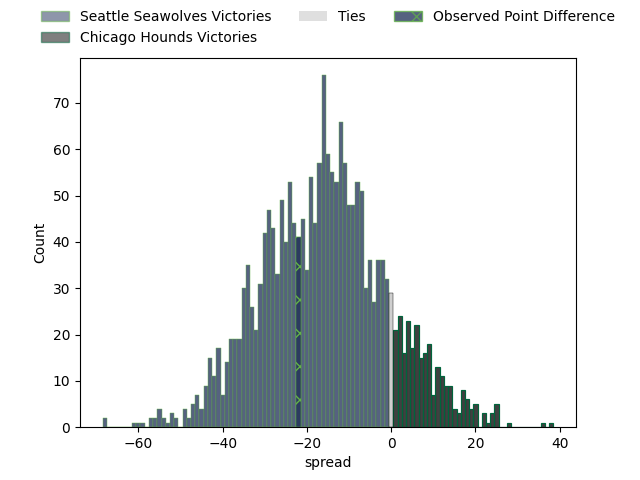 Seattle Seawolves Victories
Ties
Observed Point Difference
Chicago Hounds Victories
70
60
50
40
30
20
10
0
Count
−60
−40
−20
0
20
40
spread